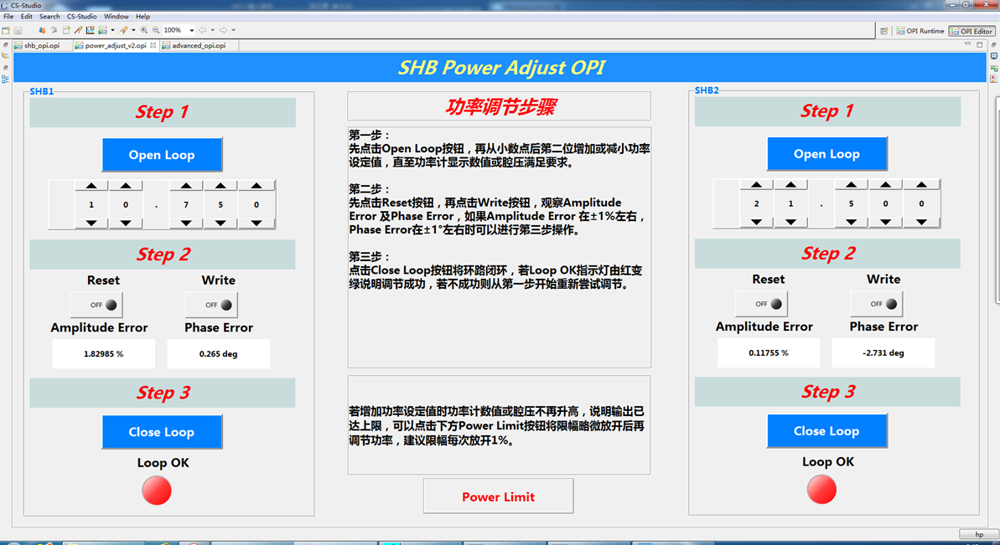 CS-Studio
File Edit Search CS-Studio Window Help
100%
OPI Runtime
OPI Editor
shb_opi.opi
power_adjust_v2.opi
advanced_opi.opi
SHB Power Adjust OPI
SHB1
Step 1
Open Loop
1 0 . 7 5 0
Step 2
Reset Write
OFF OFF
Amplitude Error Phase Error
1.82985 % 0.265 deg
Step 3
Close Loop
Loop OK
功率调节步骤
第一步：
先点击Open Loop按钮，再从小数点后第二位增加或减小功率
设定值，直至功率计显示数值或腔压满足要求。
第二步：
先点击Reset按钮，再点击Write按钮，观察Amplitude
Error 及Phase Error，如果Amplitude Error 在±1%左右，
Phase Error在±1°左右时可以进行第三步操作。
第三步：
点击Close Loop按钮将环路闭环，若Loop OK指示灯由红变
绿说明调节成功，若不成功则从第一步开始重新尝试调节。
若增加功率设定值时功率计数值或腔压不再升高，说明输出已
达上限，可以点击下方Power Limit按钮将限幅略微放开后再
调节功率，建议限幅每次放开1%。
Power Limit
SHB2
Step 1
Open Loop
2 1 . 5 0 0
Step 2
Reset Write
OFF OFF
Amplitude Error Phase Error
0.11755 % -2.731 deg
Step 3
Close Loop
Loop OK
hp